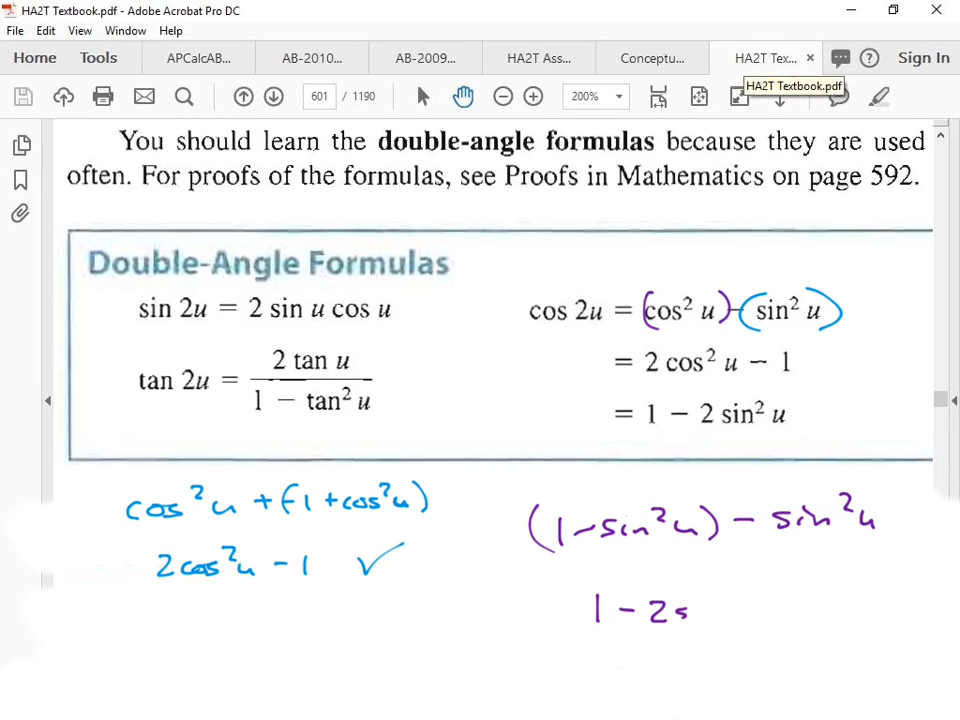 HA2T Textbook.pdf - Adobe Acrobat Pro DC
File Edit View Window Help
Home Tools APCalcAB... AB-2010... AB-2009... HA2T Ass... Conceptu... HA2T Tex... × Sign In
HA2T Textbook.pdf
601 / 1190 200%
You should learn the double-angle formulas because they are used
often. For proofs of the formulas, see Proofs in Mathematics on page 592.
Double-Angle Formulas
sin 2u = 2 sin u cos u
tan 2u = 2 tan u / 1 − tan² u
cos 2u = (cos² u) − (sin² u)
= 2 cos² u − 1
= 1 − 2 sin² u
cos²u + (-1 + cos²u)
2cos²u - 1 ✓
(1 - sin²u) - sin²u
1 - 2s